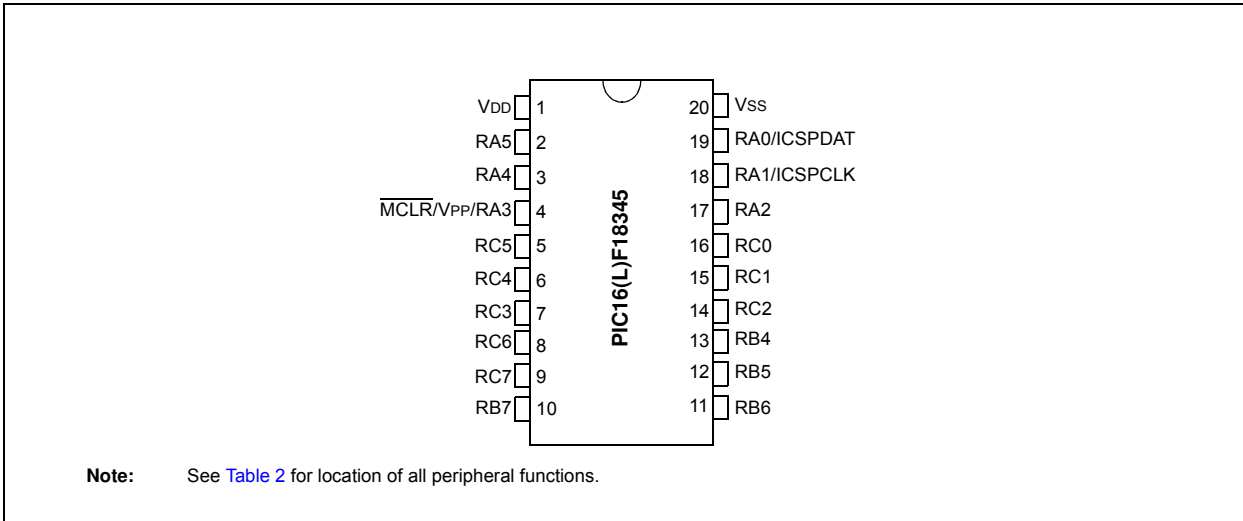 VDD 1 20 VSS
RA5 2 19 RA0/ICSPDAT
RA4 3 18 RA1/ICSPCLK
MCLR/VPP/RA3 4 17 RA2
RC5 5 16 RC0
RC4 6 15 RC1
RC3 7 14 RC2
RC6 8 13 RB4
RC7 9 12 RB5
RB7 10 11 RB6
PIC16(L)F18345
Note: See Table 2 for location of all peripheral functions.